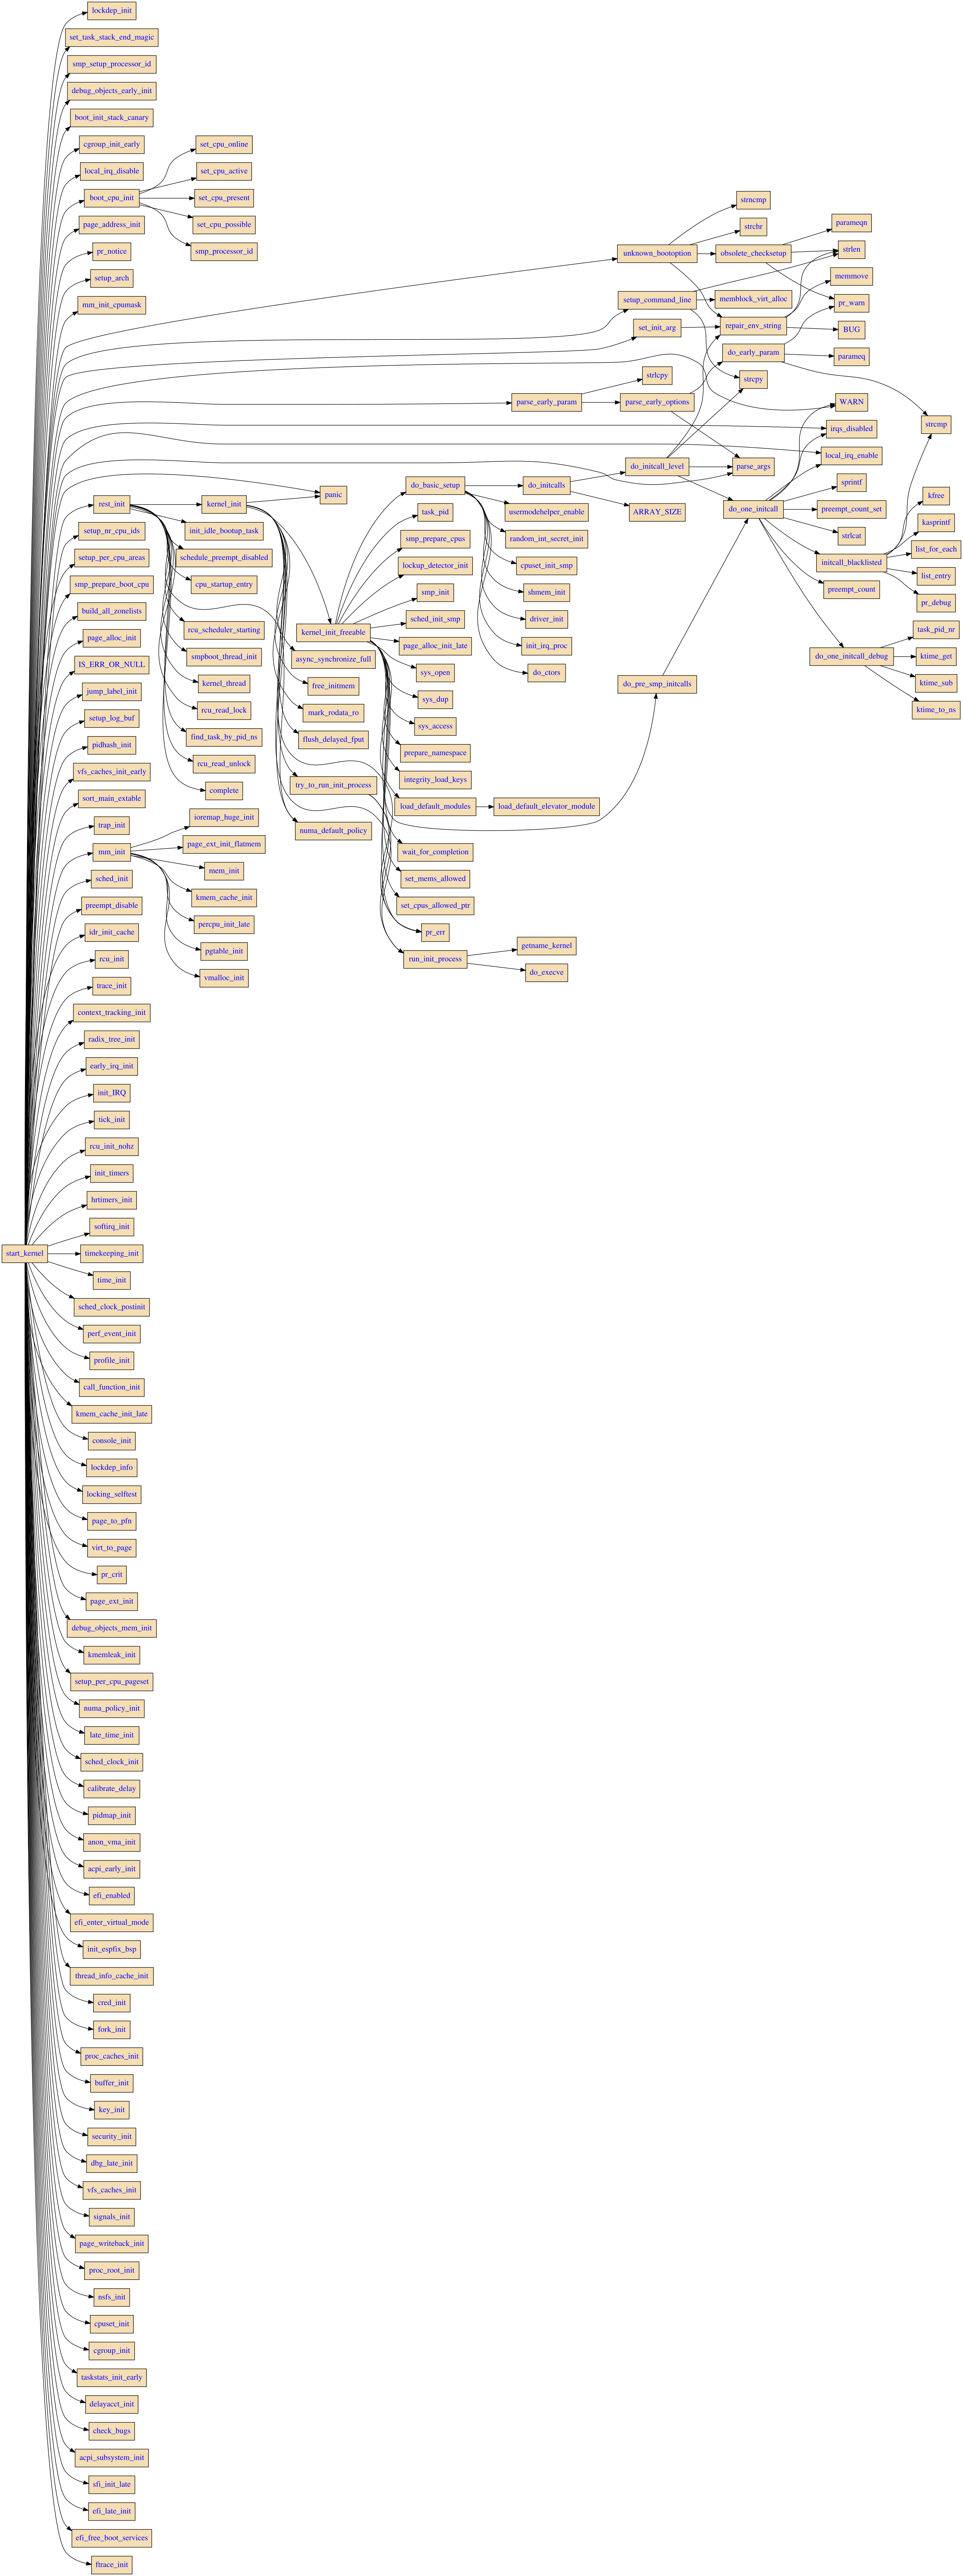 lockdep_init
set_task_stack_end_magic
smp_setup_processor_id
debug_objects_early_init
boot_init_stack_canary
cgroup_init_early
set_cpu_online
local_irq_disable
set_cpu_active
boot_cpu_init
set_cpu_present
strncmp
page_address_init
set_cpu_possible
strchr
parameqn
pr_notice
smp_processor_id
unknown_bootoption
obsolete_checksetup
strlen
setup_arch
memmove
mm_init_cpumask
setup_command_line
memblock_virt_alloc
pr_warn
set_init_arg
repair_env_string
BUG
do_early_param
parameq
strlcpy
strcpy
parse_early_param
parse_early_options
WARN
strcmp
irqs_disabled
local_irq_enable
do_basic_setup
do_initcalls
do_initcall_level
parse_args
sprintf
panic
kfree
rest_init
kernel_init
task_pid
usermodehelper_enable
ARRAY_SIZE
do_one_initcall
preempt_count_set
kasprintf
setup_nr_cpu_ids
init_idle_bootup_task
smp_prepare_cpus
random_int_secret_init
strlcat
list_for_each
setup_per_cpu_areas
schedule_preempt_disabled
lockup_detector_init
cpuset_init_smp
initcall_blacklisted
list_entry
smp_prepare_boot_cpu
cpu_startup_entry
smp_init
shmem_init
preempt_count
pr_debug
build_all_zonelists
rcu_scheduler_starting
kernel_init_freeable
sched_init_smp
driver_init
task_pid_nr
page_alloc_init
smpboot_thread_init
async_synchronize_full
page_alloc_init_late
init_irq_proc
do_one_initcall_debug
ktime_get
IS_ERR_OR_NULL
kernel_thread
free_initmem
sys_open
do_ctors
do_pre_smp_initcalls
ktime_sub
jump_label_init
rcu_read_lock
mark_rodata_ro
sys_dup
ktime_to_ns
setup_log_buf
find_task_by_pid_ns
flush_delayed_fput
sys_access
pidhash_init
rcu_read_unlock
prepare_namespace
vfs_caches_init_early
complete
try_to_run_init_process
integrity_load_keys
sort_main_extable
ioremap_huge_init
load_default_modules
load_default_elevator_module
trap_init
page_ext_init_flatmem
numa_default_policy
mm_init
mem_init
wait_for_completion
sched_init
kmem_cache_init
set_mems_allowed
preempt_disable
percpu_init_late
set_cpus_allowed_ptr
idr_init_cache
pgtable_init
pr_err
getname_kernel
rcu_init
vmalloc_init
run_init_process
do_execve
trace_init
context_tracking_init
radix_tree_init
early_irq_init
init_IRQ
tick_init
rcu_init_nohz
init_timers
hrtimers_init
softirq_init
start_kernel
timekeeping_init
time_init
sched_clock_postinit
perf_event_init
profile_init
call_function_init
kmem_cache_init_late
console_init
lockdep_info
locking_selftest
page_to_pfn
virt_to_page
pr_crit
page_ext_init
debug_objects_mem_init
kmemleak_init
setup_per_cpu_pageset
numa_policy_init
late_time_init
sched_clock_init
calibrate_delay
pidmap_init
anon_vma_init
acpi_early_init
efi_enabled
efi_enter_virtual_mode
init_espfix_bsp
thread_info_cache_init
cred_init
fork_init
proc_caches_init
buffer_init
key_init
security_init
dbg_late_init
vfs_caches_init
signals_init
page_writeback_init
proc_root_init
nsfs_init
cpuset_init
cgroup_init
taskstats_init_early
delayacct_init
check_bugs
acpi_subsystem_init
sfi_init_late
efi_late_init
efi_free_boot_services
ftrace_init